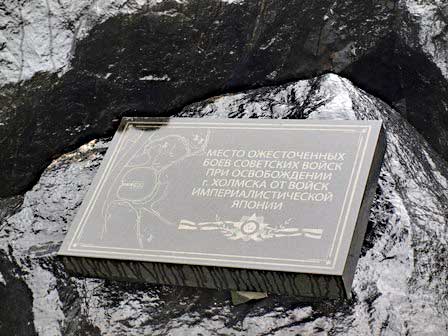 МЕСТО ОЖЕСТОЧЕННЫХ
БОЕВ СОВЕТСКИХ ВОЙСК
ПРИ ОСВОБОЖДЕНИИ
г. ХОЛМСКА ОТ ВОЙСК
ИМПЕРИАЛИСТИЧЕСКОЙ
ЯПОНИИ